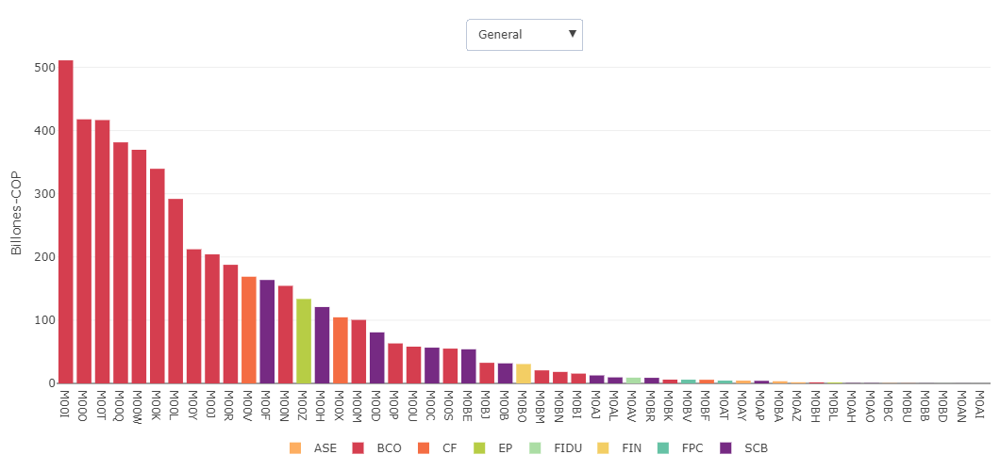 General ▼
Billones-COP
500
400
300
200
100
0
M00I M00O M00T M00Q M00W M00K M00L M00Y M00J M00R M00V M00F M00N M00Z M00H M00X M00M M00D M00P M00U M00C M00S M0BE M0BJ M00B M0BO M0BM M0BN M0BI M0AJ M0AL M0AV M0BR M0BK M0BV M0BF M0AT M0AY M0AP M0BA M0AZ M0BH M0BL M0AH M0AO M0BC M0BU M0BB M0BD M0AN M0AI
ASE BCO CF EP FIDU FIN FPC SCB